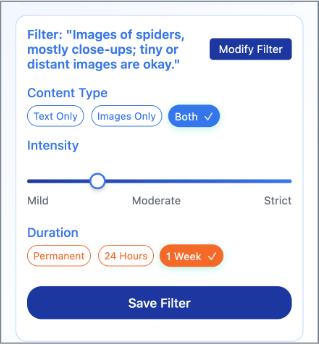 Filter: "Images of spiders,
mostly close-ups; tiny or
distant images are okay."
Modify Filter
Content Type
Text Only Images Only Both ✓
Intensity
Mild Moderate Strict
Duration
Permanent 24 Hours 1 Week ✓
Save Filter